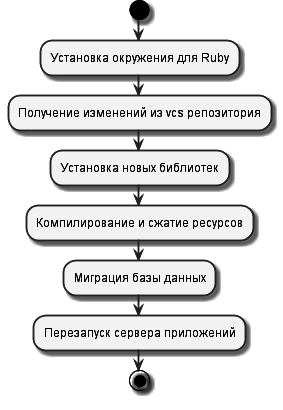 Установка окружения для Ruby
Получение изменений из vcs репозитория
Установка новых библиотек
Компилирование и сжатие ресурсов
Миграция базы данных
Перезапуск сервера приложений